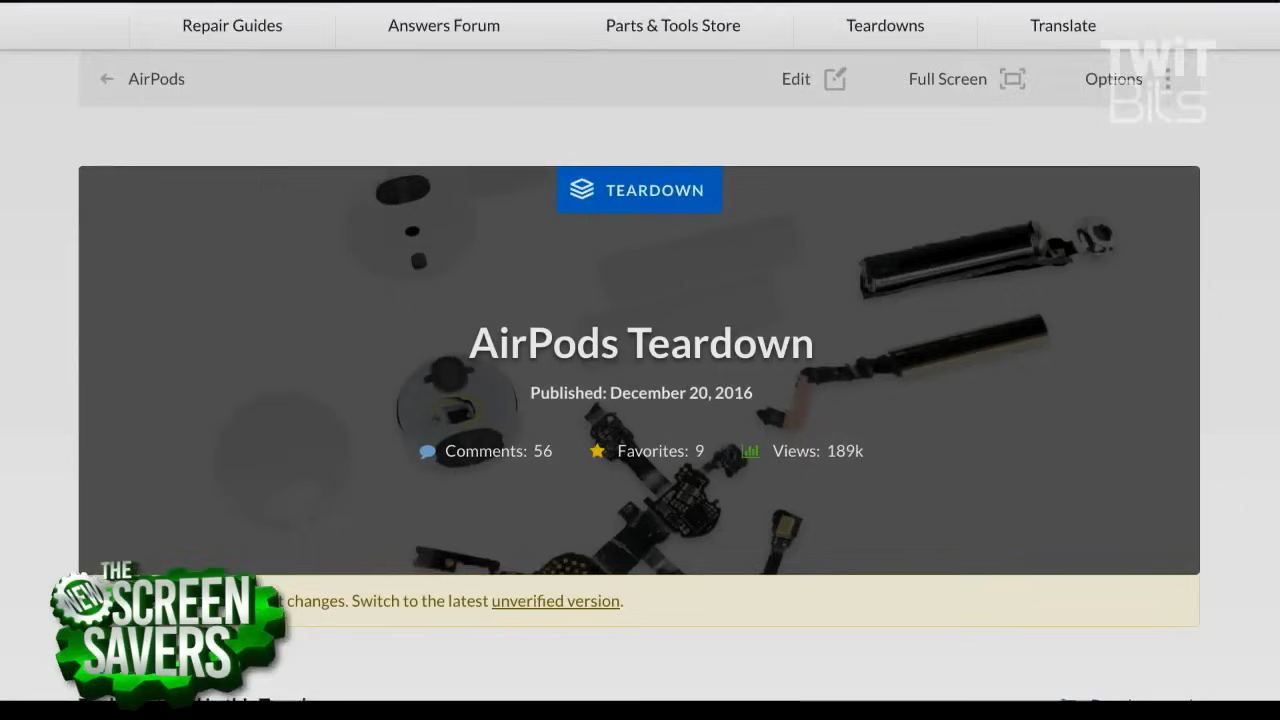 Repair Guides Answers Forum Parts & Tools Store Teardowns Translate
TWiT
Bits
AirPods Edit Full Screen Options
TEARDOWN
AirPods Teardown
Published: December 20, 2016
Comments: 56 Favorites: 9 Views: 189k
changes. Switch to the latest unverified version.
THE
NEW
SCREEN
SAVERS